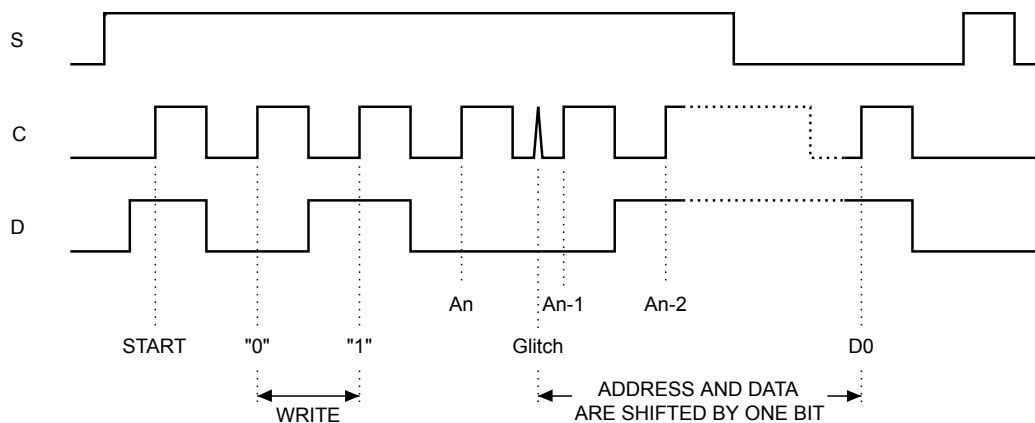 S
C
D
An
An-1
An-2
START
"0"
"1"
Glitch
D0
WRITE
ADDRESS AND DATA
ARE SHIFTED BY ONE BIT